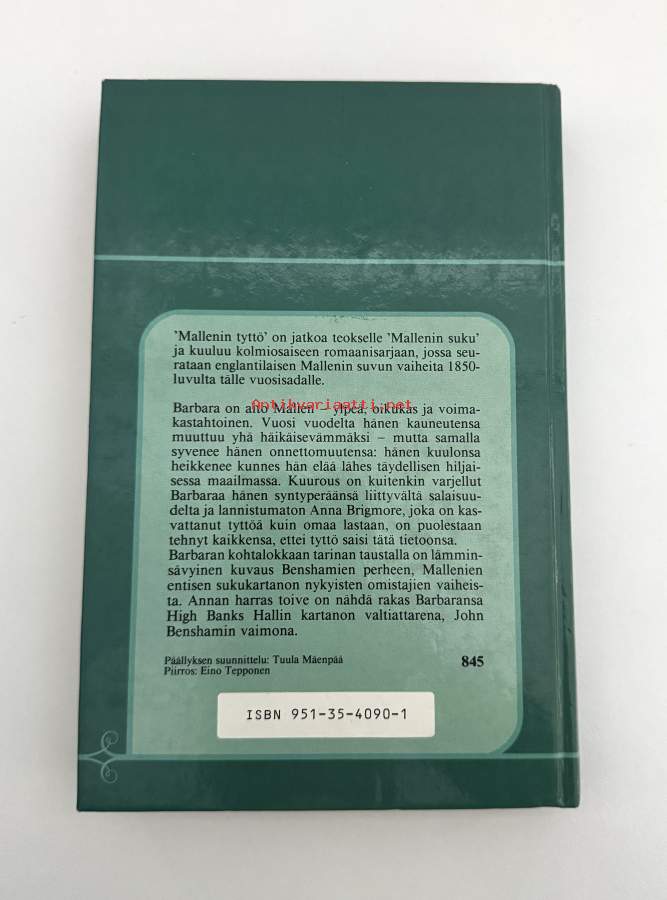 'Mallenin tyttö' on jatkoa teokselle 'Mallenin suku'
ja kuuluu kolmiosaiseen romaanisarjaan, jossa seu-
rataan englantilaisen Mallenin suvun vaiheita 1850-
luvulta tälle vuosisadalle.
Antikvariaatti.net
Barbara on aito Mallen – ylpeä, oikukas ja voima-
kastahtoinen. Vuosi vuodelta hänen kauneutensa
muuttuu yhä häikäisevämmäksi – mutta samalla
syvenee hänen onnettomuutensa: hänen kuulonsa
heikkenee kunnes hän elää lähes täydellisen hiljai-
sessa maailmassa. Kuurous on kuitenkin varjellut
Barbaraa hänen syntyperäänsä liittyvältä salaisuu-
delta ja lannistumaton Anna Brigmore, joka on kas-
vattanut tyttöä kuin omaa lastaan, on puolestaan
tehnyt kaikkensa, ettei tyttö saisi tätä tietoonsa.
Barbaran kohtalokkaan tarinan taustalla on lämmin-
sävyinen kuvaus Benshamien perheen, Mallenien
entisen sukukartanon nykyisten omistajien vaiheis-
ta. Annan harras toive on nähdä rakas Barbaransa
High Banks Hallin kartanon valtiattarena, John
Benshamin vaimona.
Päällyksen suunnittelu: Tuula Mäenpää
Piirros: Eino Tepponen
845
ISBN 951-35-4090-1